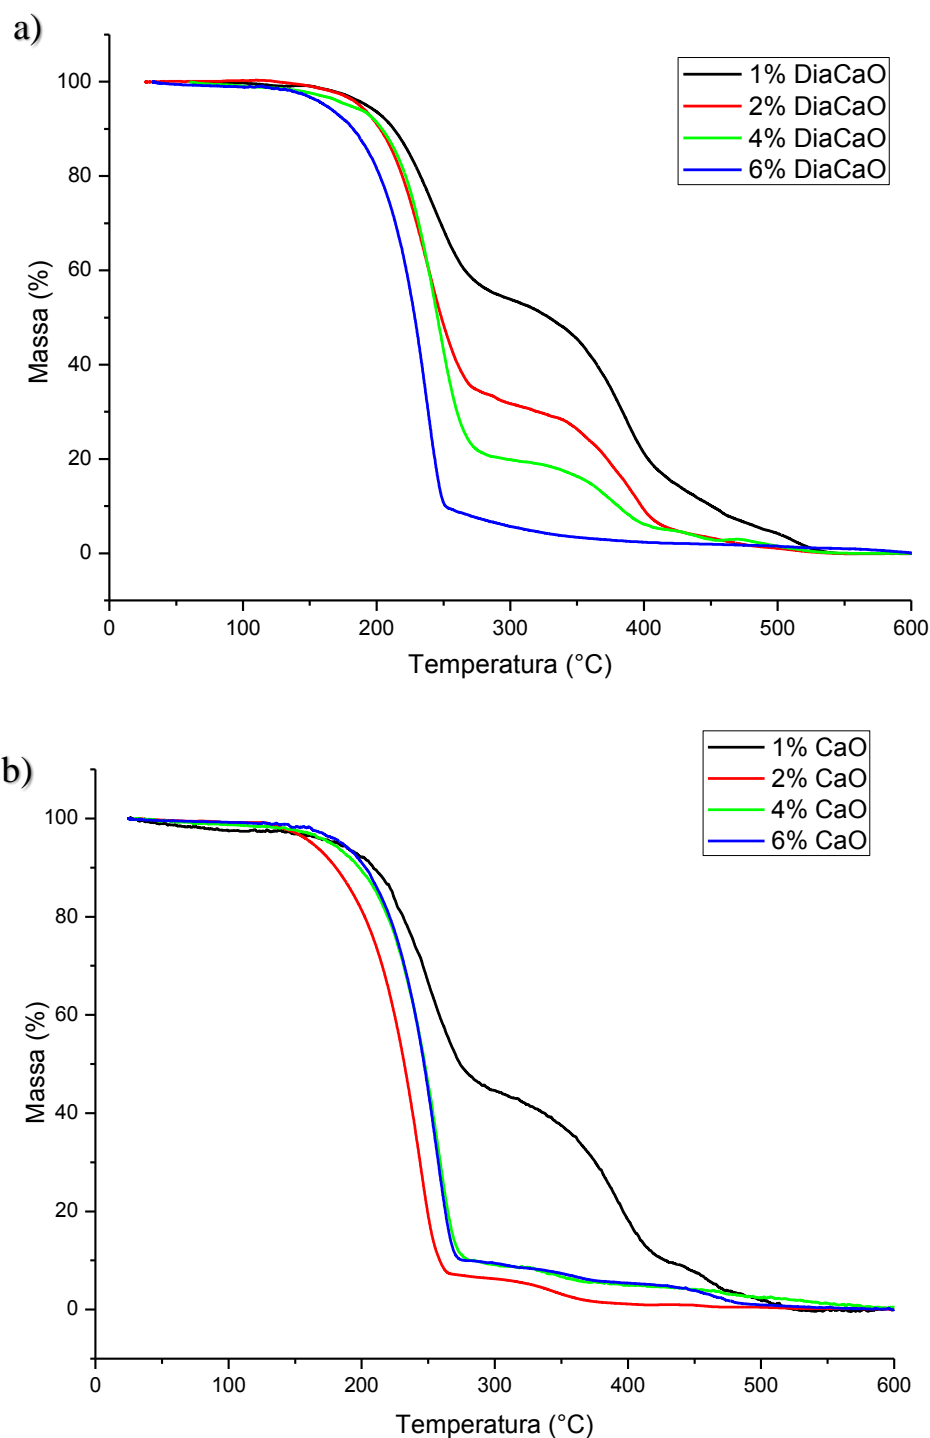 a)
1% DiaCaO
2% DiaCaO
4% DiaCaO
6% DiaCaO
100
80
60
40
20
0
Massa (%)
0 100 200 300 400 500 600
Temperatura (°C)
b)
1% CaO
2% CaO
4% CaO
6% CaO
100
80
60
40
20
0
Massa (%)
0 100 200 300 400 500 600
Temperatura (°C)